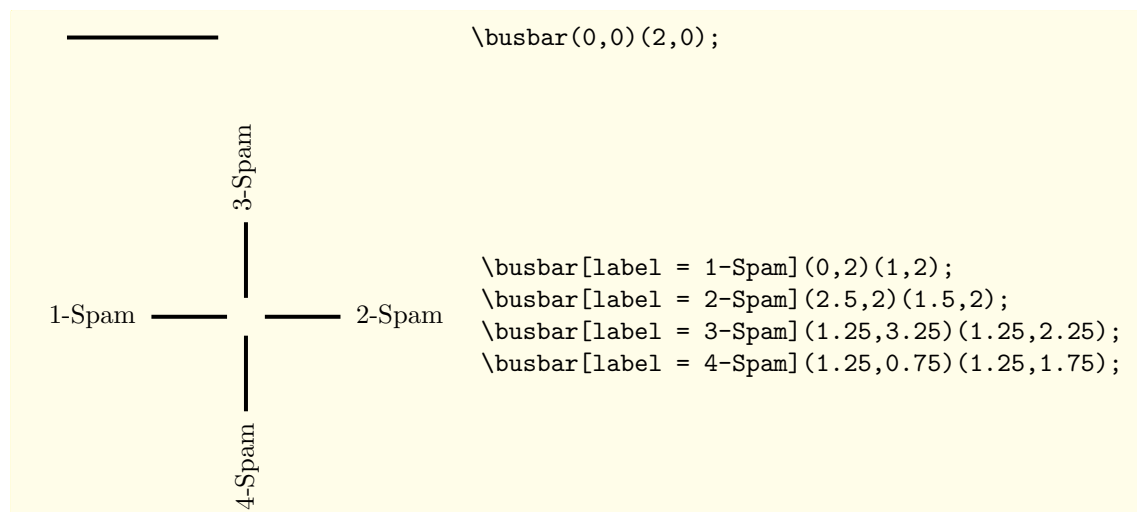 \busbar(0,0)(2,0);
3-Spam
1-Spam
2-Spam
4-Spam
\busbar[label = 1-Spam](0,2)(1,2);
\busbar[label = 2-Spam](2.5,2)(1.5,2);
\busbar[label = 3-Spam](1.25,3.25)(1.25,2.25);
\busbar[label = 4-Spam](1.25,0.75)(1.25,1.75);